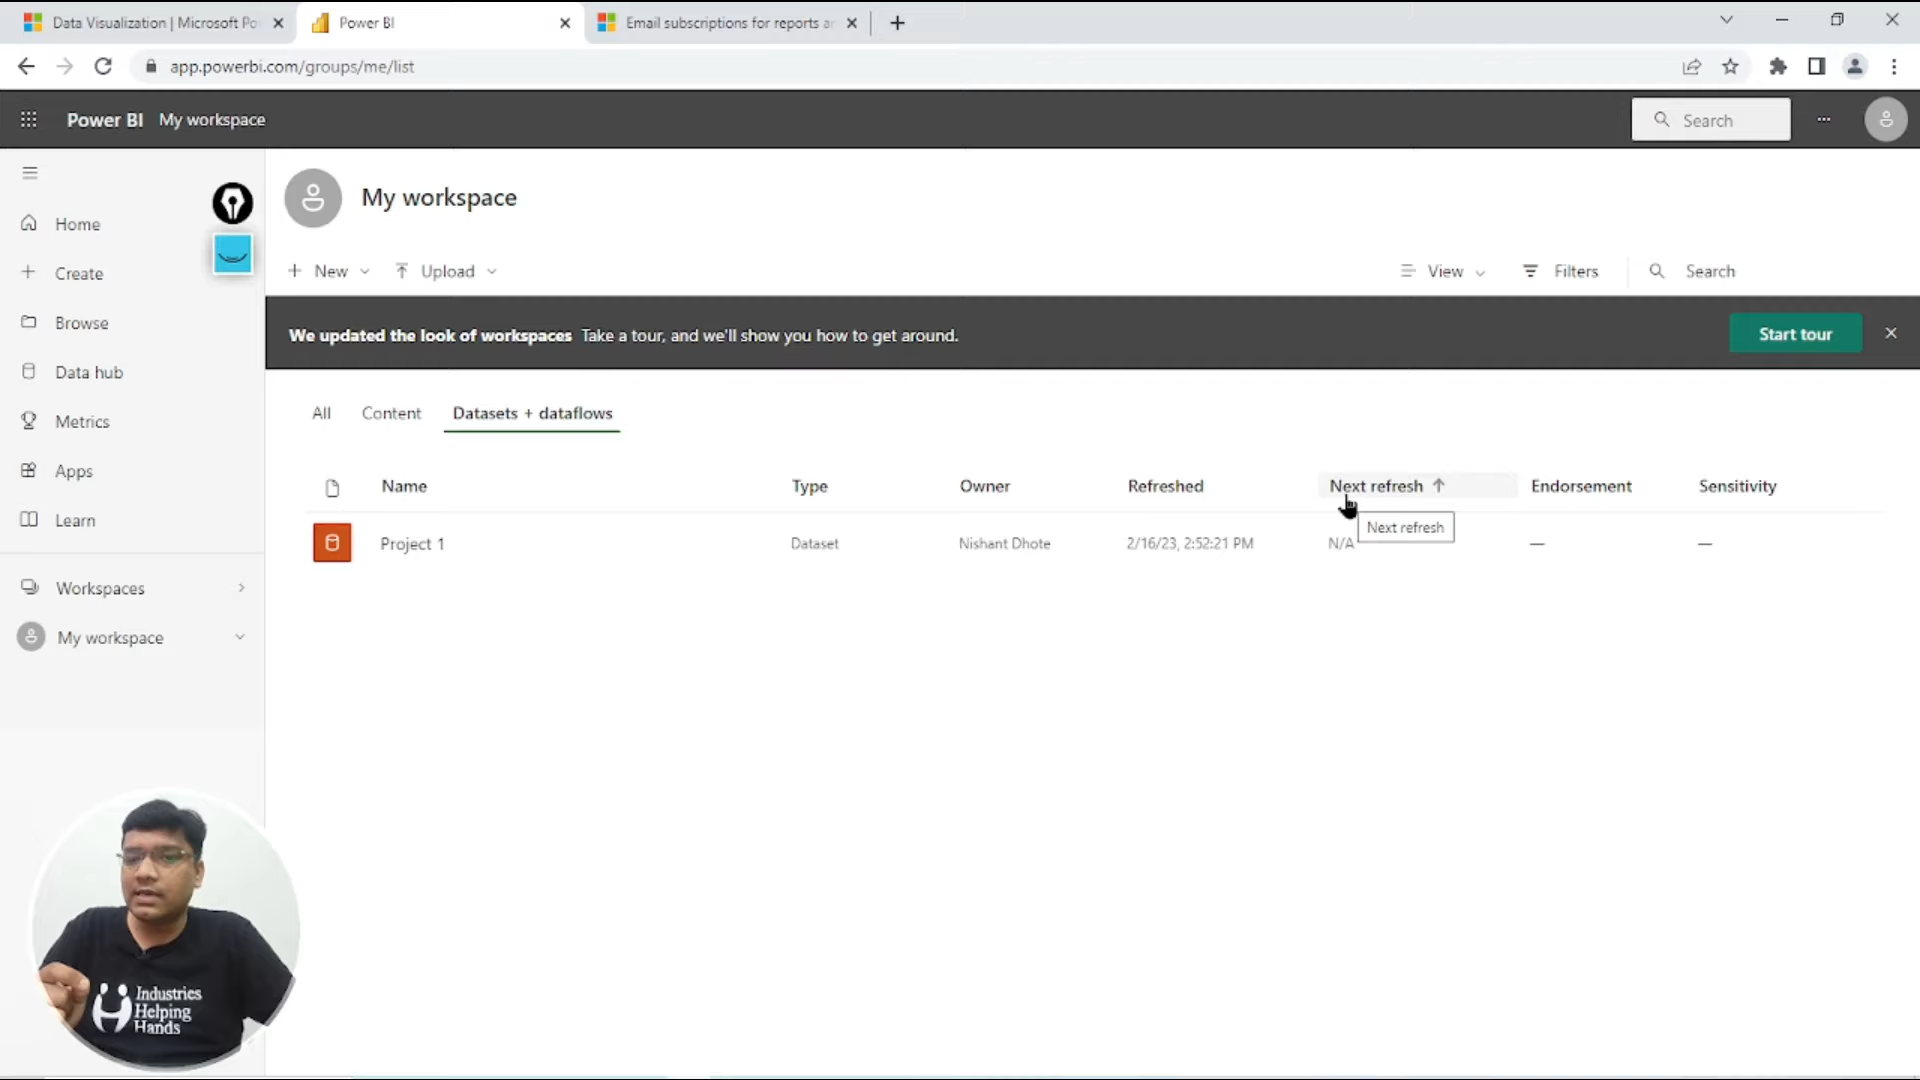 Data Visualization | Microsoft Po
Power BI
Email subscriptions for reports ar
app.powerbi.com/groups/me/list
Power BI My workspace
Search
My workspace
Home
Create
Browse
Data hub
Metrics
Apps
Learn
Workspaces
My workspace
New
Upload
View
Filters
Search
We updated the look of workspaces Take a tour, and we'll show you how to get around.
Start tour
All
Content
Datasets + dataflows
Name Type Owner Refreshed Next refresh Endorsement Sensitivity
Next refresh
Project 1 Dataset Nishant Dhote 2/16/23, 2:52:21 PM N/A — —
Industries
Helping
Hands